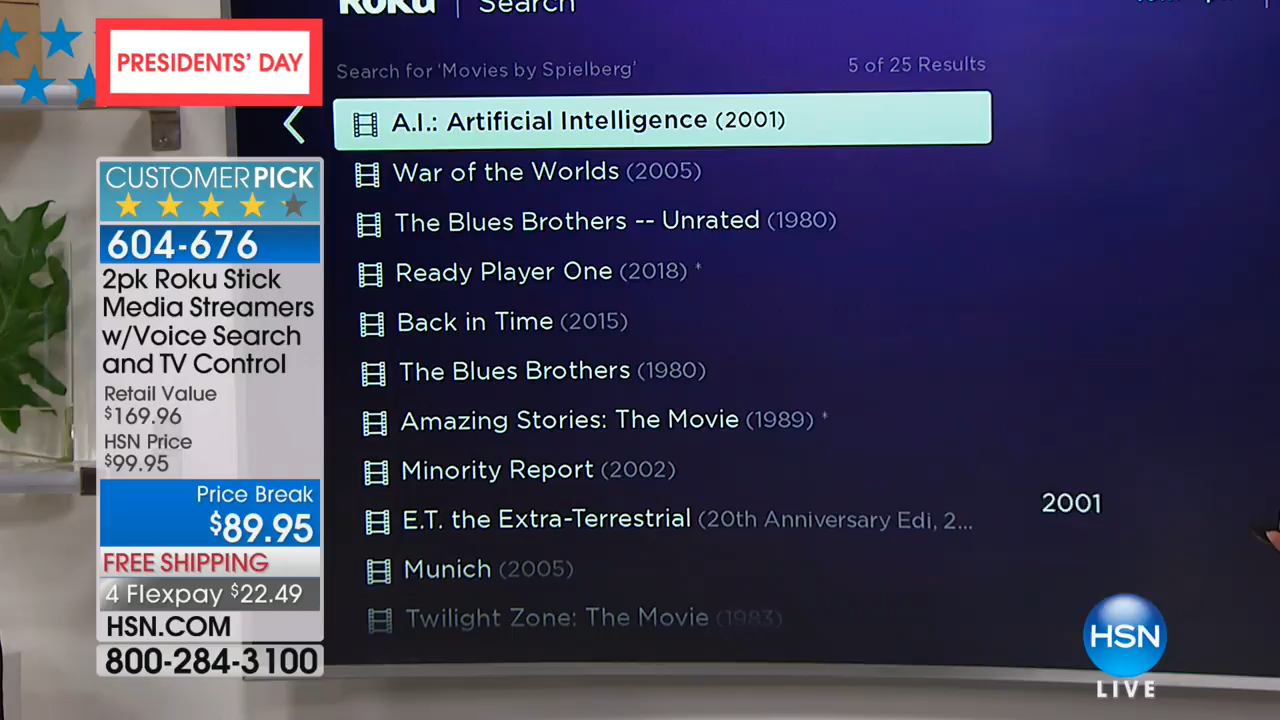 PRESIDENTS' DAY
CUSTOMER PICK
604-676
2pk Roku Stick
Media Streamers
w/Voice Search
and TV Control
Retail Value
$169.96
HSN Price
$99.95
Price Break
$89.95
FREE SHIPPING
4 Flexpay $22.49
HSN.COM
800-284-3100
Roku | Search
Search for 'Movies by Spielberg'
5 of 25 Results
A.I.: Artificial Intelligence (2001)
War of the Worlds (2005)
The Blues Brothers -- Unrated (1980)
Ready Player One (2018) *
Back in Time (2015)
The Blues Brothers (1980)
Amazing Stories: The Movie (1989) *
Minority Report (2002)
E.T. the Extra-Terrestrial (20th Anniversary Edi, 2...
Munich (2005)
Twilight Zone: The Movie (1983)
2001
HSN
LIVE